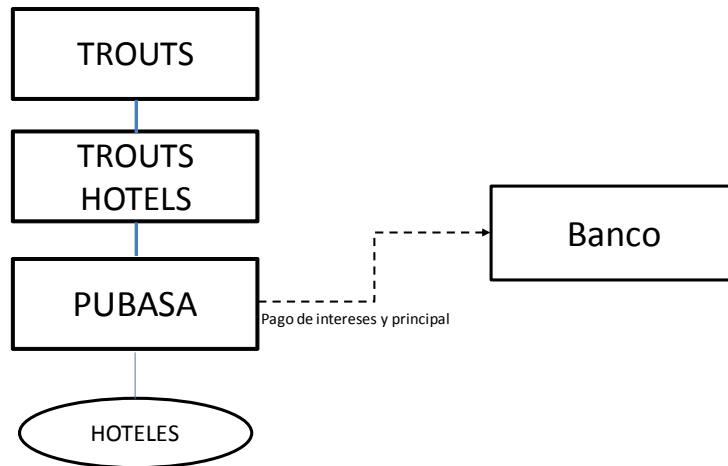 TROUTS
TROUTS
HOTELS
Banco
PUBASA
Pago de intereses y principal
HOTELES